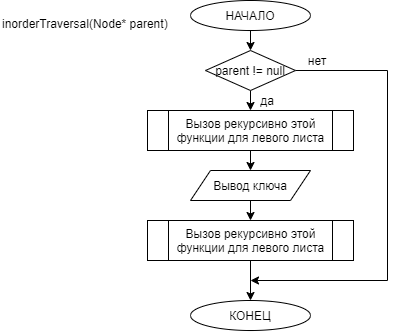 НАЧАЛО
inorderTraversal(Node* parent)
parent != null
нет
да
Вызов рекурсивно этой
функции для левого листа
Вывод ключа
Вызов рекурсивно этой
функции для левого листа
КОНЕЦ